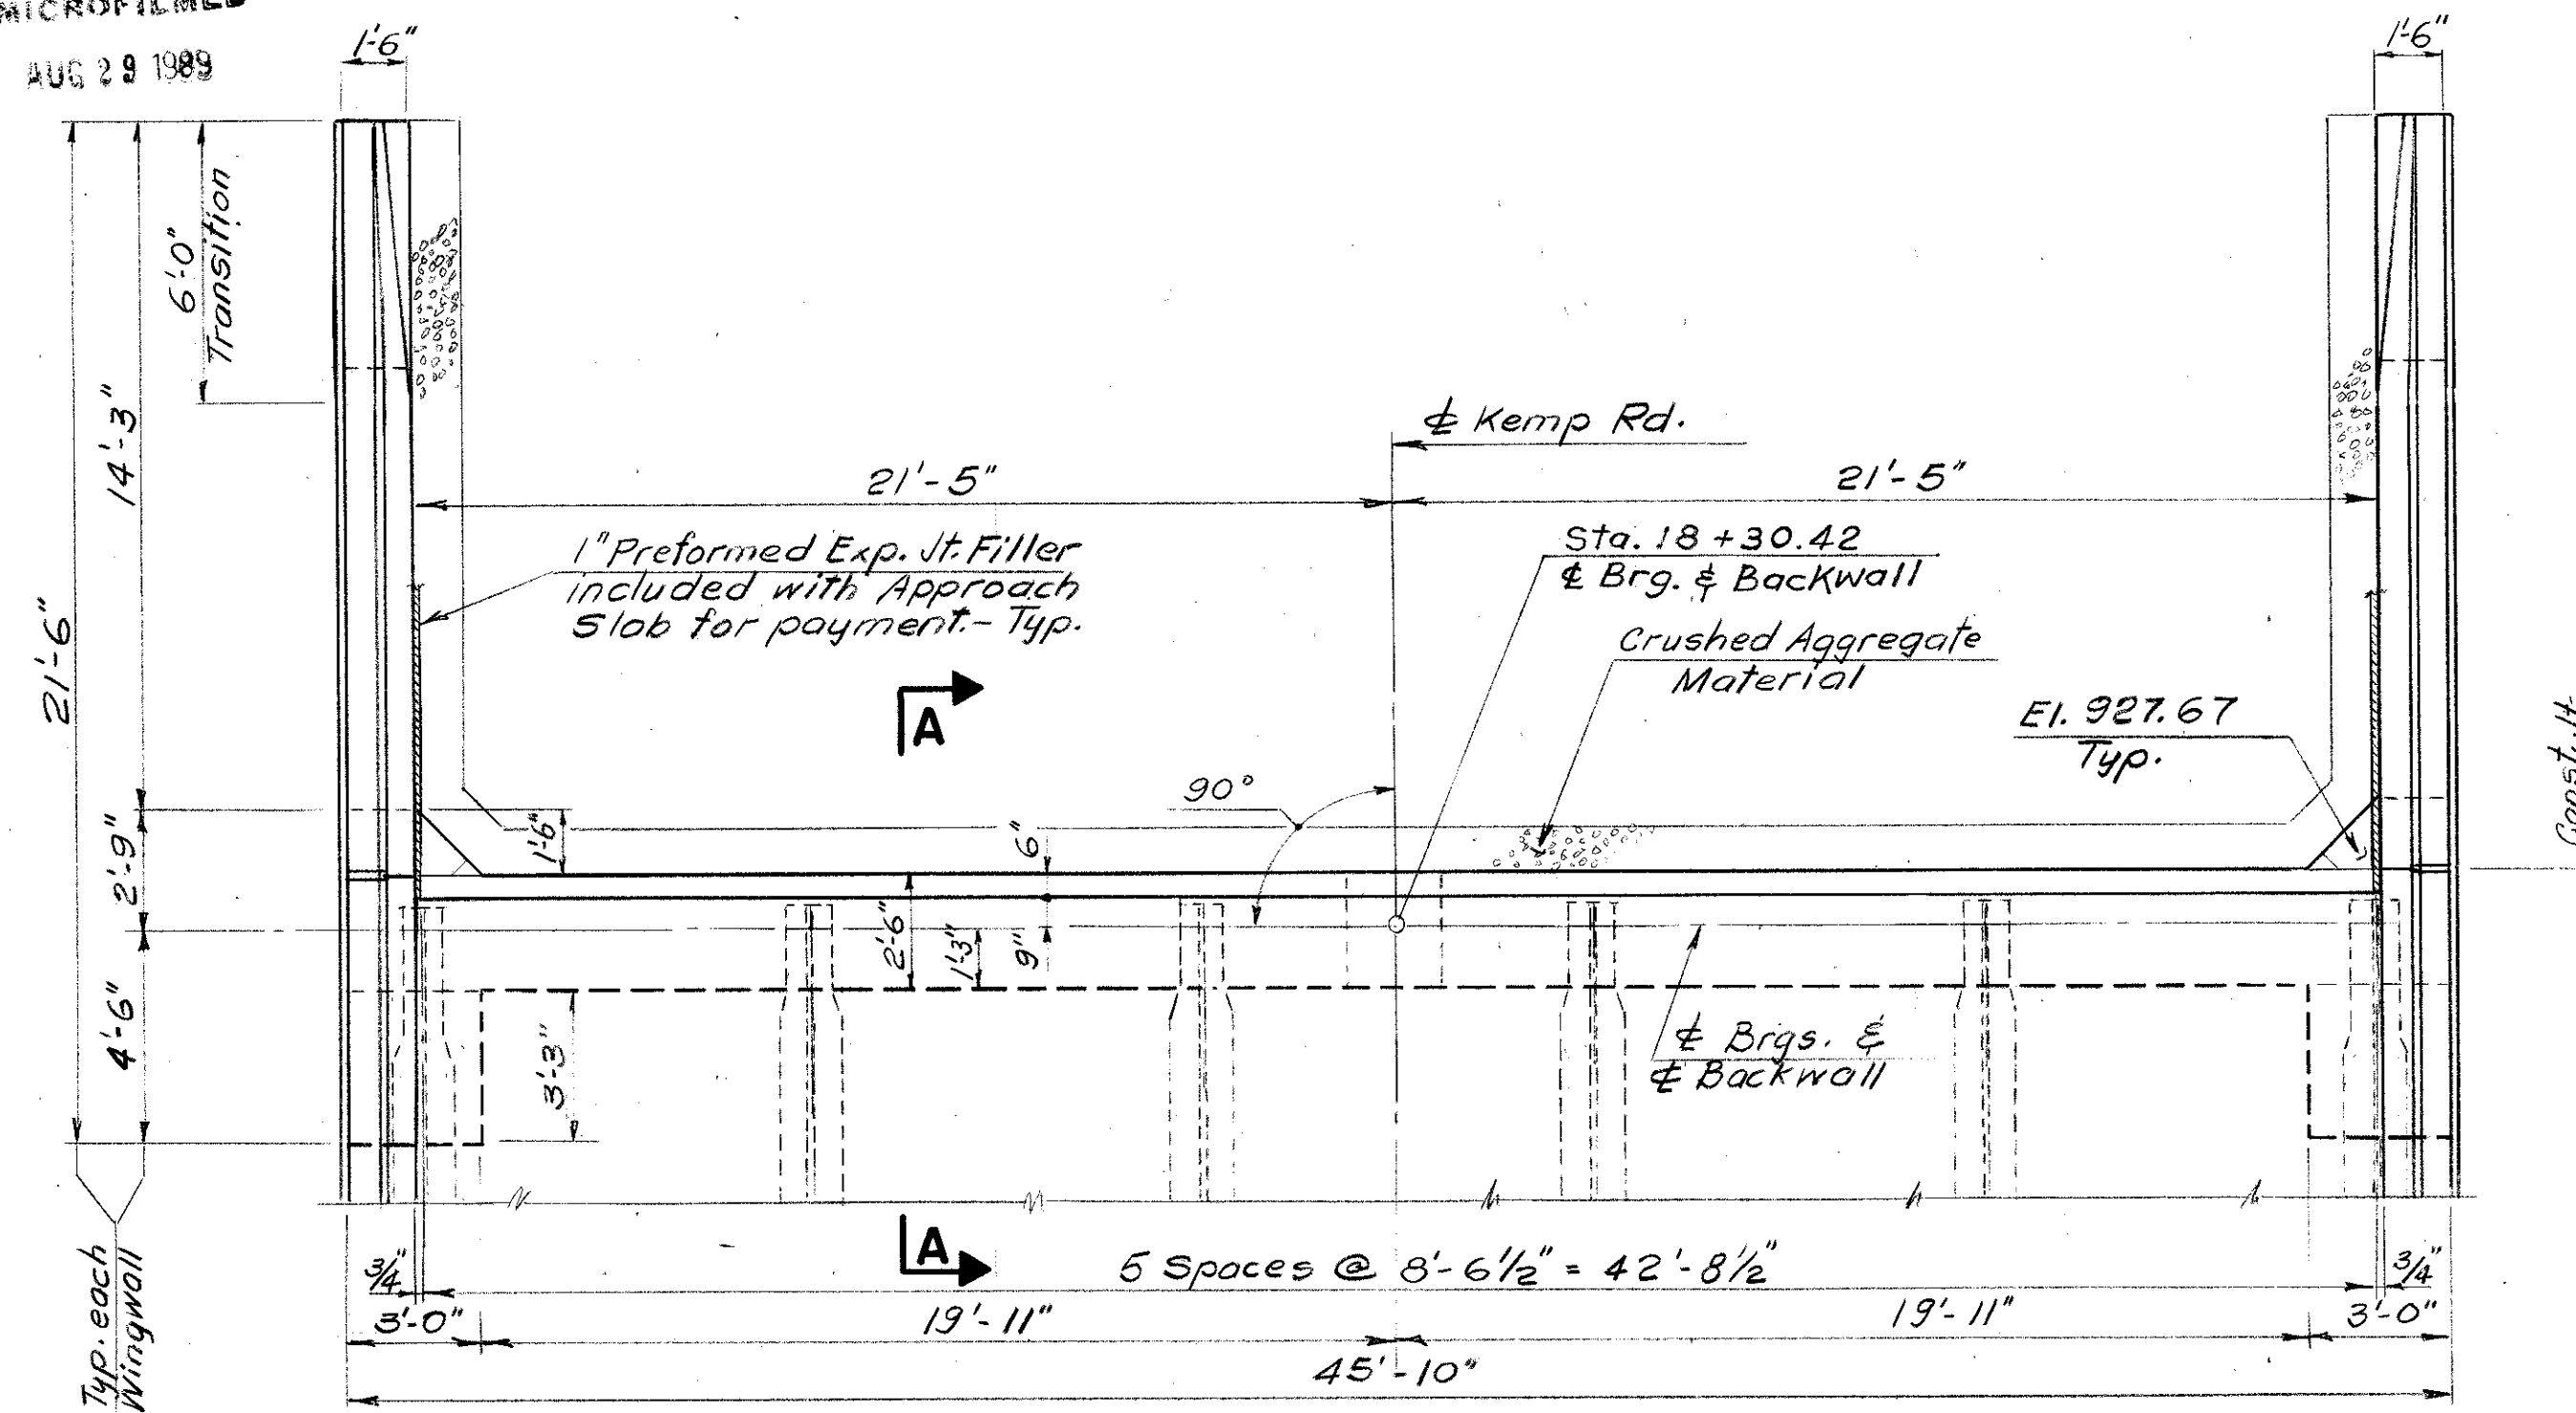 MICROFILMED
AUG 29 1989
1'-6"
1'-6"
6'-0"
Transition
14'-3"
21'-6"
2'-9"
4'-6"
Typ. each
Wingwall
℄ Kemp Rd.
21'-5"
21'-5"
1" Preformed Exp. Jt. Filler
included with Approach
Slab for payment.- Typ.
Sta. 18 + 30.42
℄ Brg. & Backwall
Crushed Aggregate
Material
El. 927.67
Typ.
Const. Jt.
A
90°
1'-6"
6"
2'-6"
1'-3"
9"
3'-3"
℄ Brgs. &
℄ Backwall
A
3/4"
5 Spaces @ 8'-6 1/2" = 42'-8 1/2"
3/4"
3'-0"
19'-11"
19'-11"
3'-0"
45'-10"